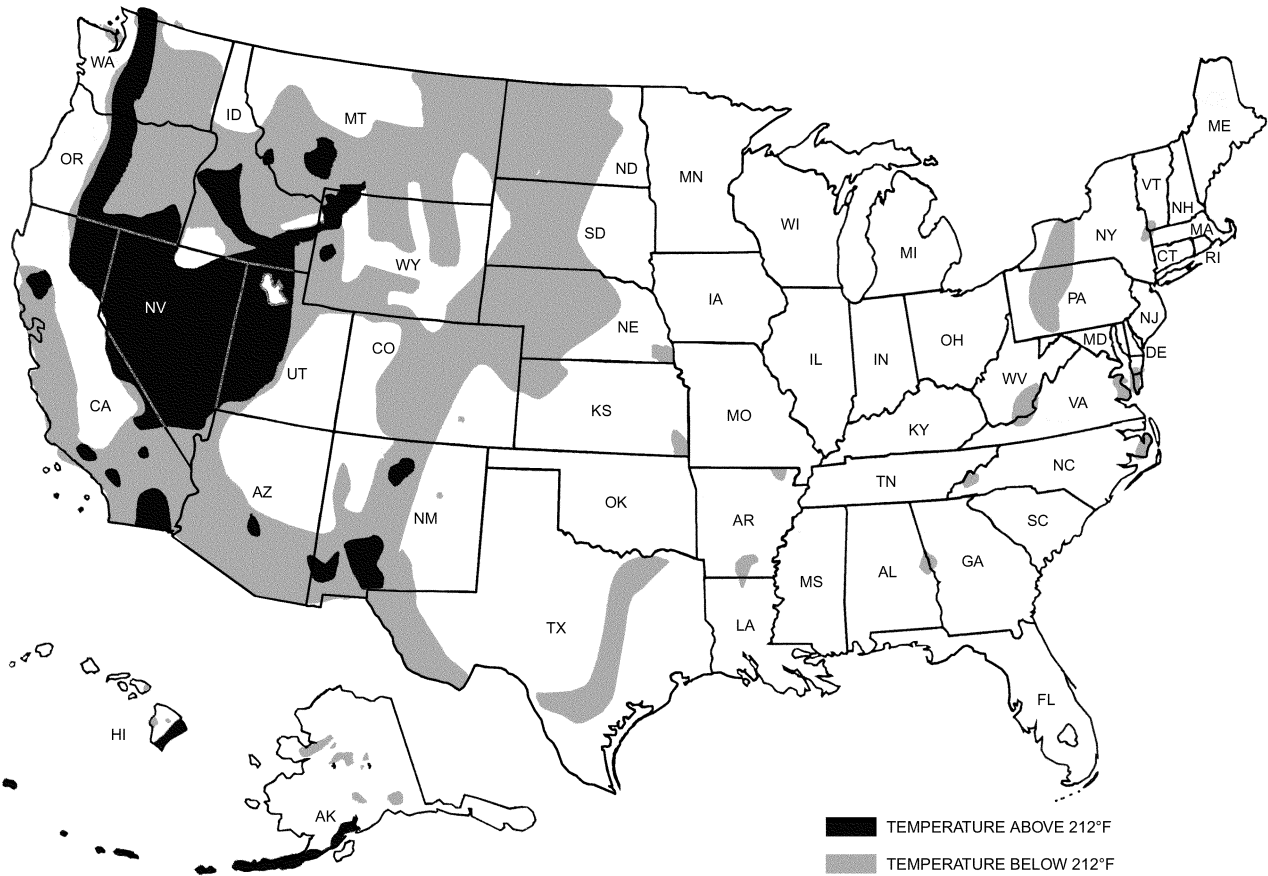 WA
ME
MT
ID
ND
OR
MN
VT
NH
WI
NY
MA
SD
MI
CT
RI
WY
IA
PA
NV
NJ
NE
OH
MD
CO
IL
IN
DE
UT
WV
CA
KS
MO
VA
KY
NC
AZ
TN
OK
NM
AR
SC
GA
AL
MS
TX
LA
FL
HI
AK
TEMPERATURE ABOVE 212°F
TEMPERATURE BELOW 212°F